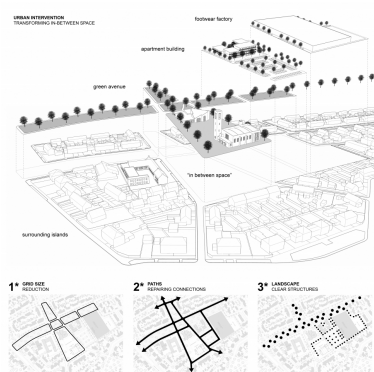 URBAN INTERVENTION
TRANSFORMING IN-BETWEEN SPACE
footwear factory
apartment building
green avenue
"in between space"
surrounding islands
1* GRID SIZE
REDUCTION
2* PATHS
REPAIRING CONNECTIONS
3* LANDSCAPE
CLEAR STRUCTURES